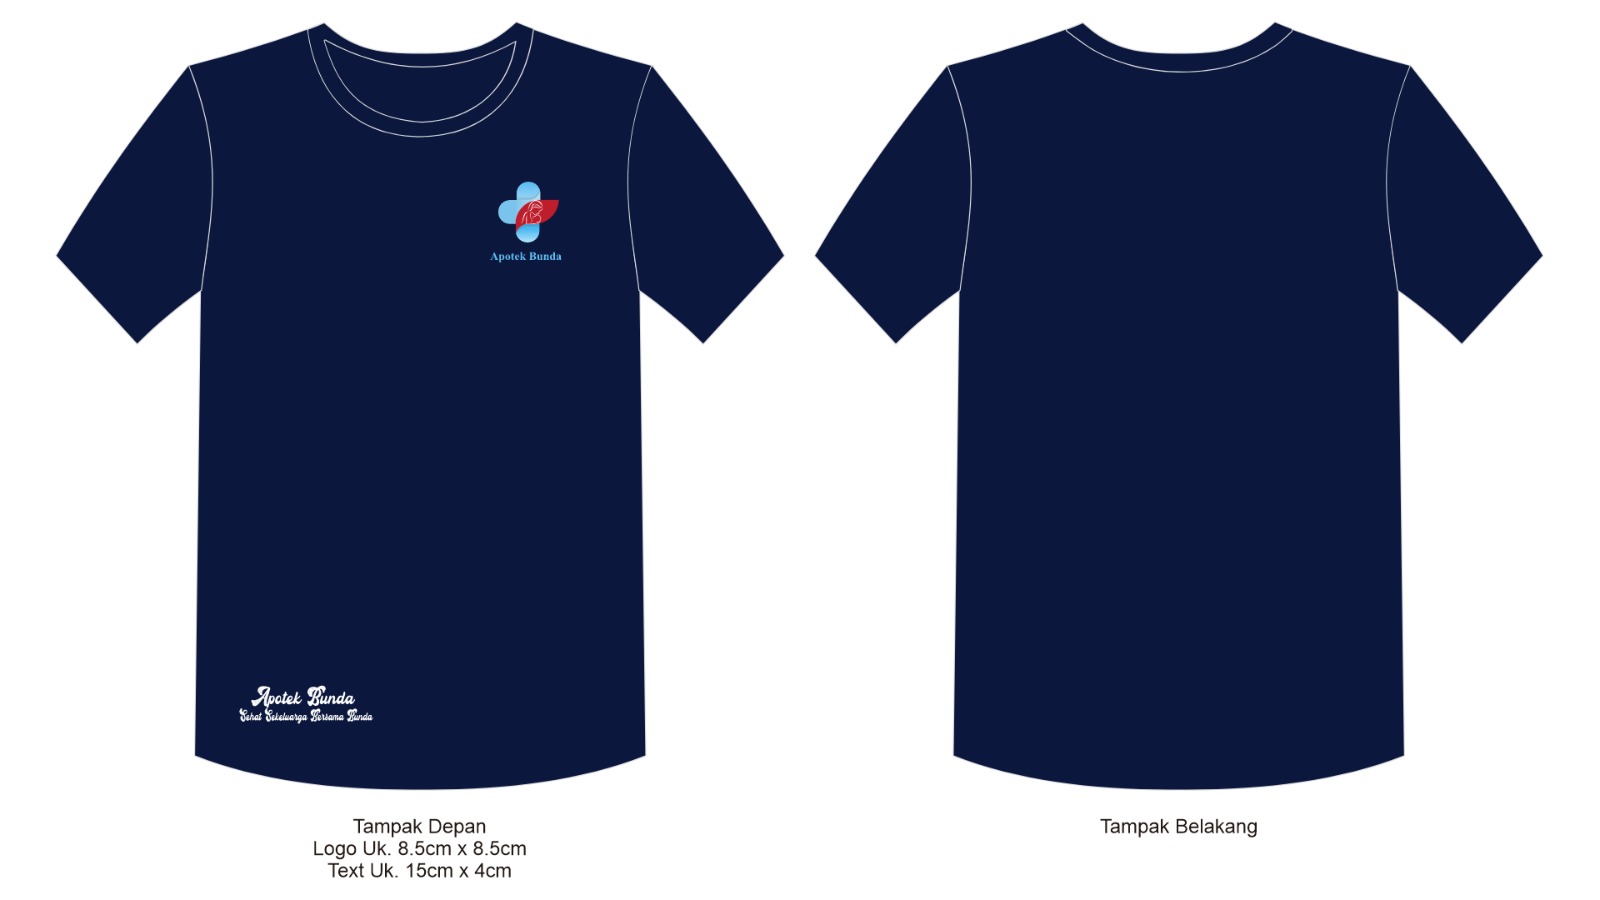 Apotek Bunda
Apotek Bunda
Sehat Sekeluarga Bersama Bunda
Tampak Depan
Logo Uk. 8.5cm x 8.5cm
Text Uk. 15cm x 4cm
Tampak Belakang